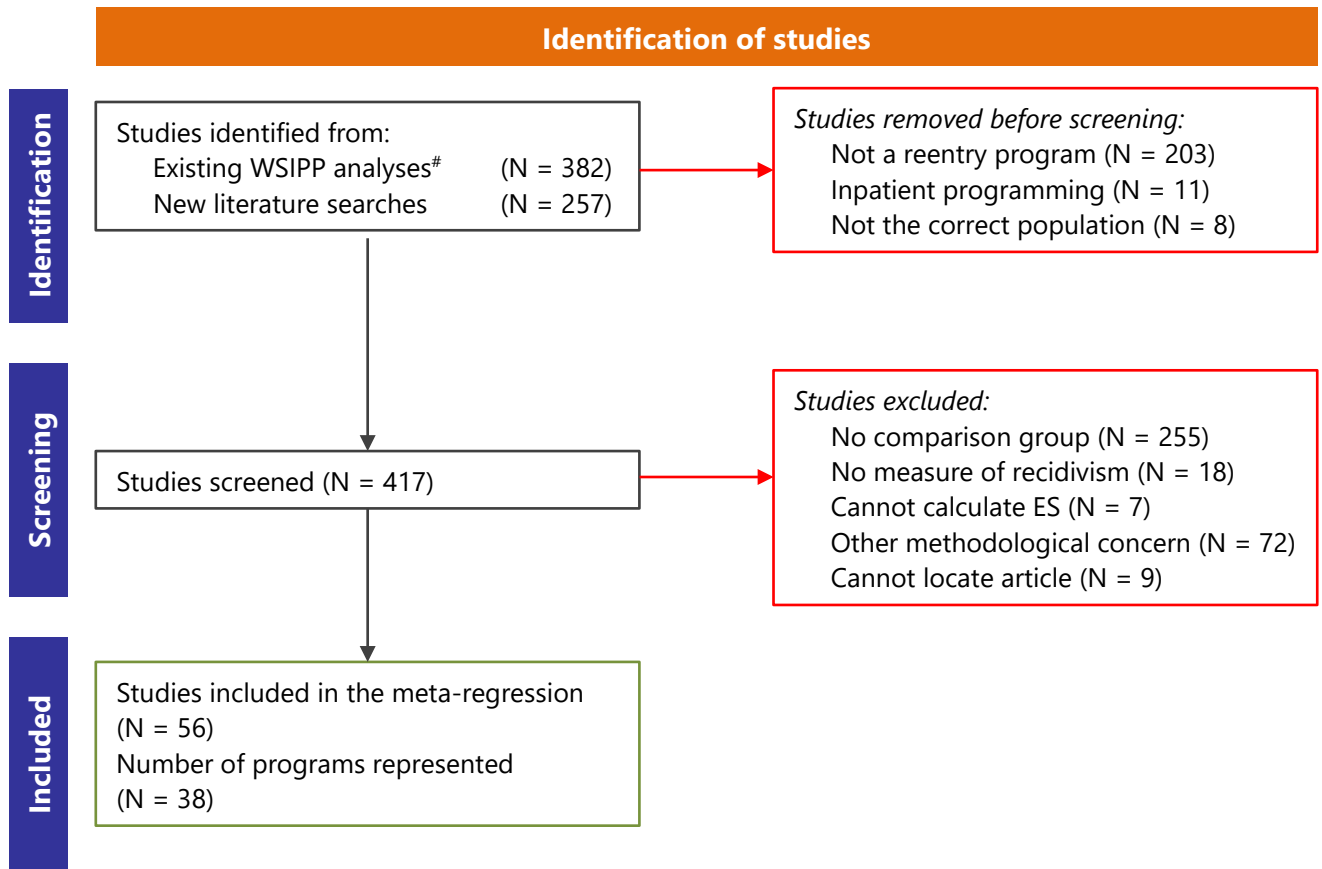 Identification of studies
Identification
Studies identified from:
Existing WSIPP analyses# (N = 382)
New literature searches (N = 257)
Studies removed before screening:
Not a reentry program (N = 203)
Inpatient programming (N = 11)
Not the correct population (N = 8)
Screening
Studies screened (N = 417)
Studies excluded:
No comparison group (N = 255)
No measure of recidivism (N = 18)
Cannot calculate ES (N = 7)
Other methodological concern (N = 72)
Cannot locate article (N = 9)
Included
Studies included in the meta-regression
(N = 56)
Number of programs represented
(N = 38)